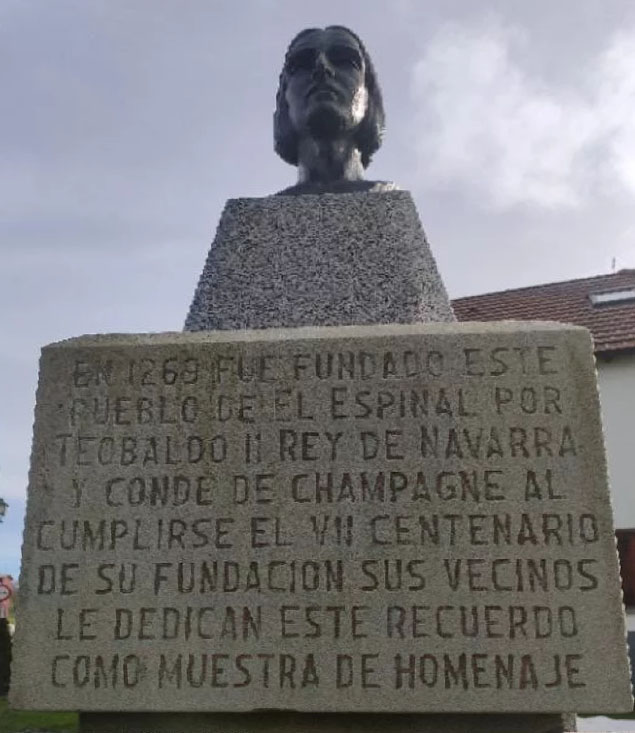 EN 1269 FUE FUNDADO ESTE
PUEBLO DE EL ESPINAL POR
TEOBALDO II REY DE NAVARRA
Y CONDE DE CHAMPAGNE AL
CUMPLIRSE EL VII CENTENARIO
DE SU FUNDACION SUS VECINOS
LE DEDICAN ESTE RECUERDO
COMO MUESTRA DE HOMENAJE